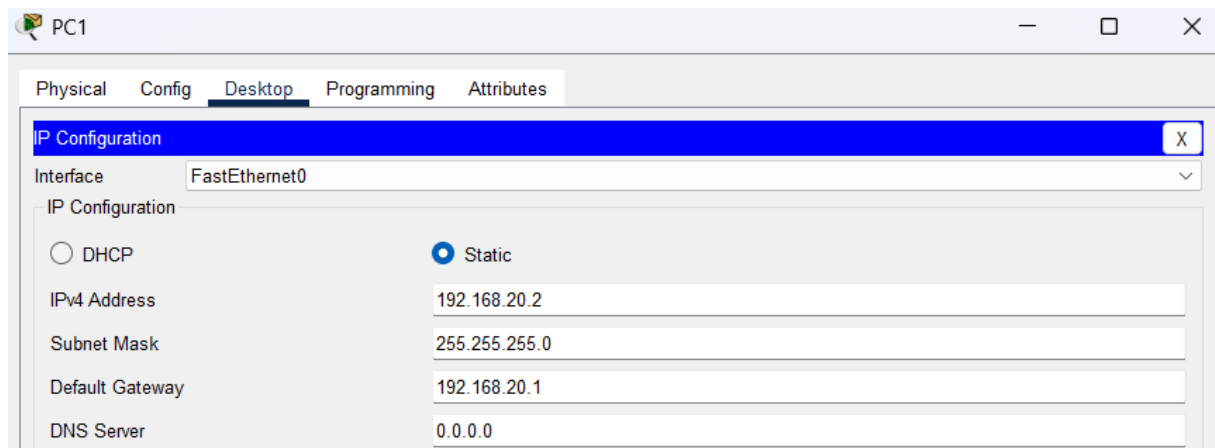 PC1
Physical Config Desktop Programming Attributes
IP Configuration X
Interface FastEthernet0
IP Configuration
DHCP Static
IPv4 Address 192.168.20.2
Subnet Mask 255.255.255.0
Default Gateway 192.168.20.1
DNS Server 0.0.0.0